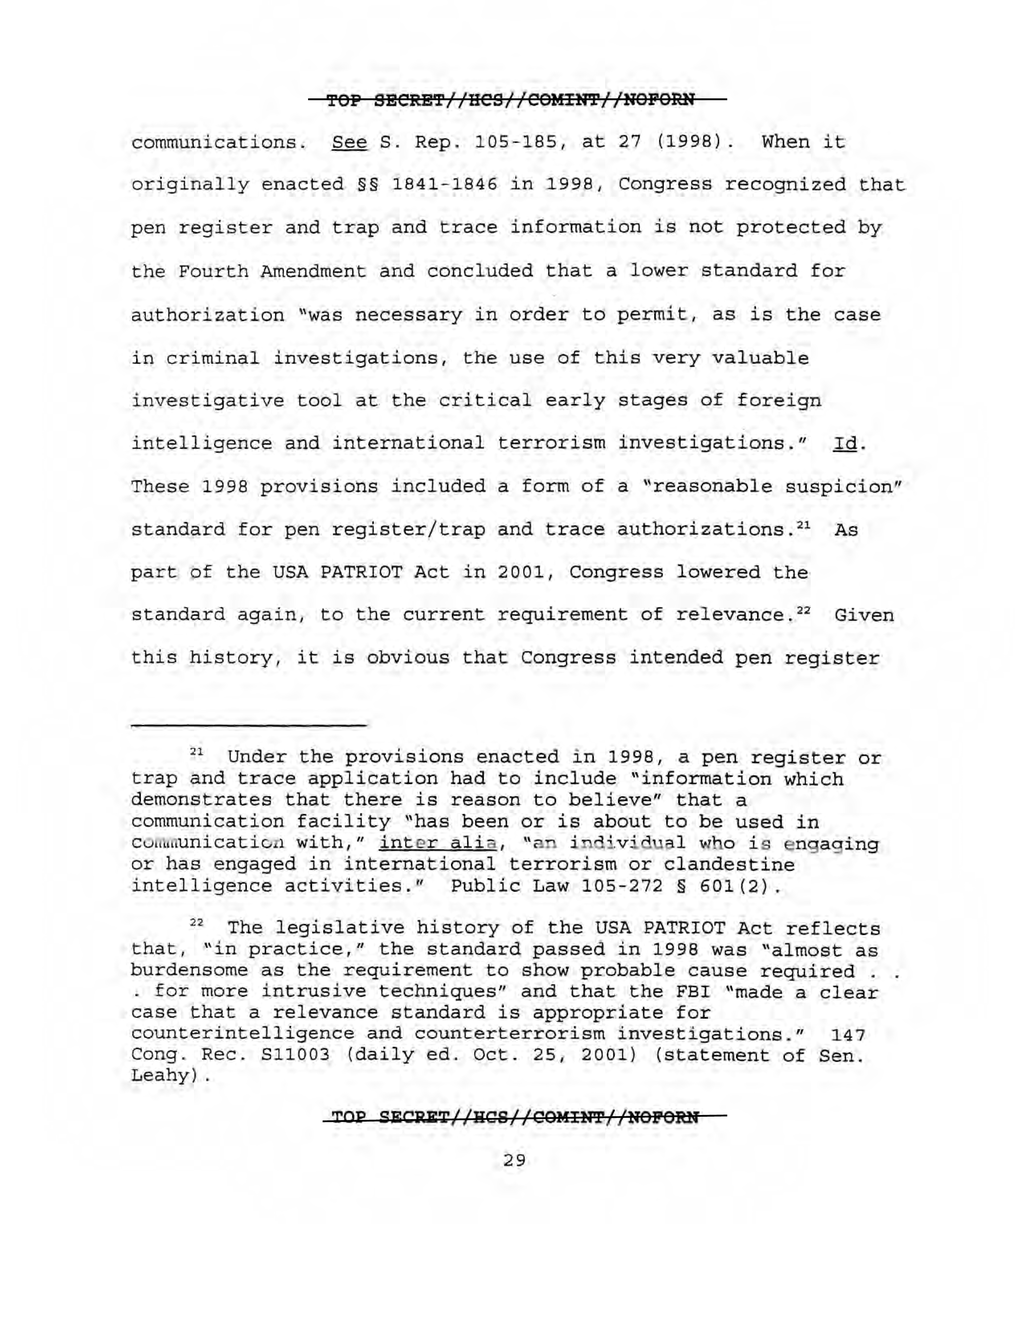 TOP SECRET//HCS//COMINT//NOFORN
communications. See S. Rep. 105-185, at 27 (1998). When it
originally enacted §§ 1841-1846 in 1998, Congress recognized that
pen register and trap and trace information is not protected by
the Fourth Amendment and concluded that a lower standard for
authorization "was necessary in order to permit, as is the case
in criminal investigations, the use of this very valuable
investigative tool at the critical early stages of foreign
intelligence and international terrorism investigations." Id.
These 1998 provisions included a form of a "reasonable suspicion"
standard for pen register/trap and trace authorizations.²¹ As
part of the USA PATRIOT Act in 2001, Congress lowered the
standard again, to the current requirement of relevance.²² Given
this history, it is obvious that Congress intended pen register
²¹ Under the provisions enacted in 1998, a pen register or
trap and trace application had to include "information which
demonstrates that there is reason to believe" that a
communication facility "has been or is about to be used in
communication with," inter alia, "an individual who is engaging
or has engaged in international terrorism or clandestine
intelligence activities." Public Law 105-272 § 601(2).
²² The legislative history of the USA PATRIOT Act reflects
that, "in practice," the standard passed in 1998 was "almost as
burdensome as the requirement to show probable cause required . .
. for more intrusive techniques" and that the FBI "made a clear
case that a relevance standard is appropriate for
counterintelligence and counterterrorism investigations." 147
Cong. Rec. S11003 (daily ed. Oct. 25, 2001) (statement of Sen.
Leahy).
TOP SECRET//HCS//COMINT//NOFORN
29